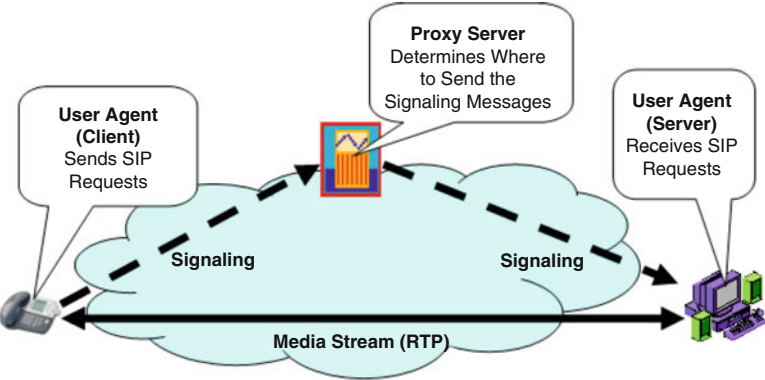 Proxy Server
Determines Where
to Send the
Signaling Messages
User Agent
(Client)
Sends SIP
Requests
User Agent
(Server)
Receives SIP
Requests
Signaling
Signaling
Media Stream (RTP)